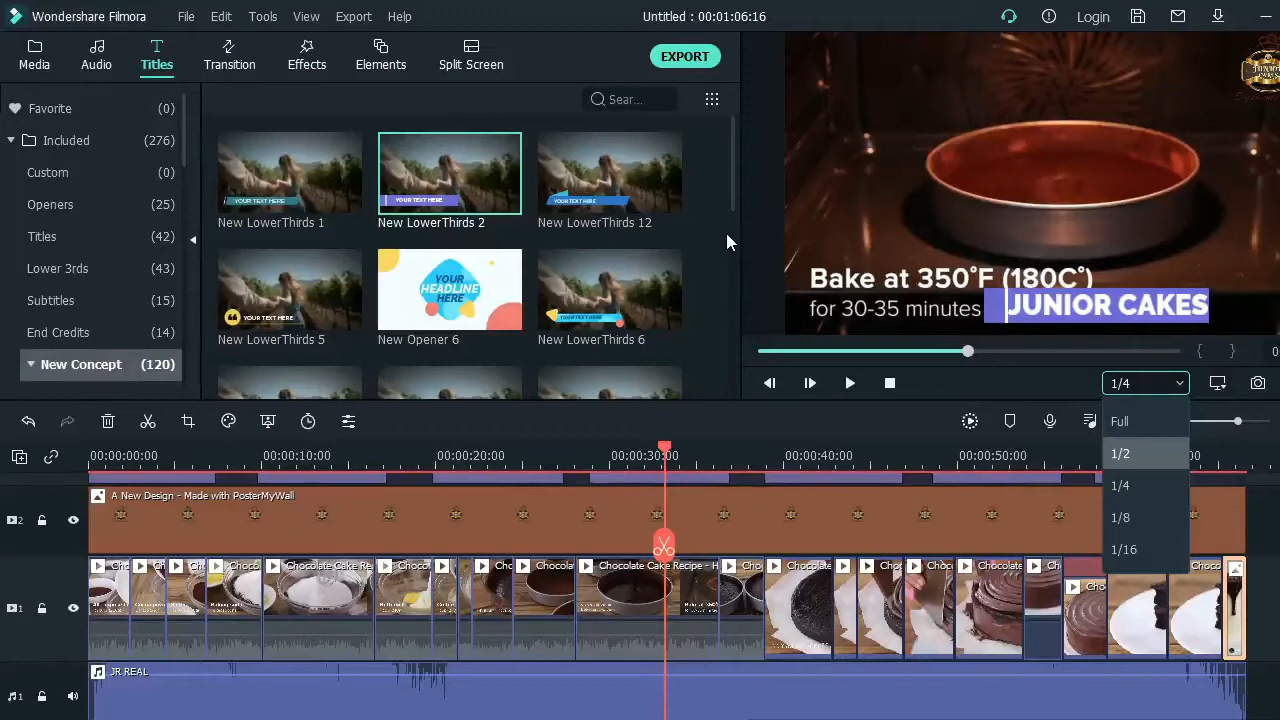 Wondershare Filmora
File Edit Tools View Export Help
Untitled : 00:01:06:16
Login
Media Audio Titles Transition Effects Elements Split Screen
EXPORT
Favorite (0)
Included (276)
Custom (0)
Openers (25)
Titles (42)
Lower 3rds (43)
Subtitles (15)
End Credits (14)
New Concept (120)
Sear...
YOUR TEXT HERE
YOUR TEXT HERE
YOUR TEXT HERE
New LowerThirds 1
New LowerThirds 2
New LowerThirds 12
YOUR TEXT HERE
YOUR HEADLINE HERE
YOUR TEXT HERE
New LowerThirds 5
New Opener 6
New LowerThirds 6
Bake at 350°F (180C°)
for 30-35 minutes
JUNIOR CAKES
0
1/4
Full
1/2
1/4
1/8
1/16
00:00:00:00 00:00:10:00 00:00:20:00 00:00:30:00 00:00:40:00 00:00:50:00
2
A New Design - Made with PosterMyWall
1
Choc Choc Choco Chocolate Cake Re Choco Choc Chocolat Chocolate Cake Recipe - H Choco Chocolate Choc Chocol Chocola Chocolate Cho
1
JR REAL